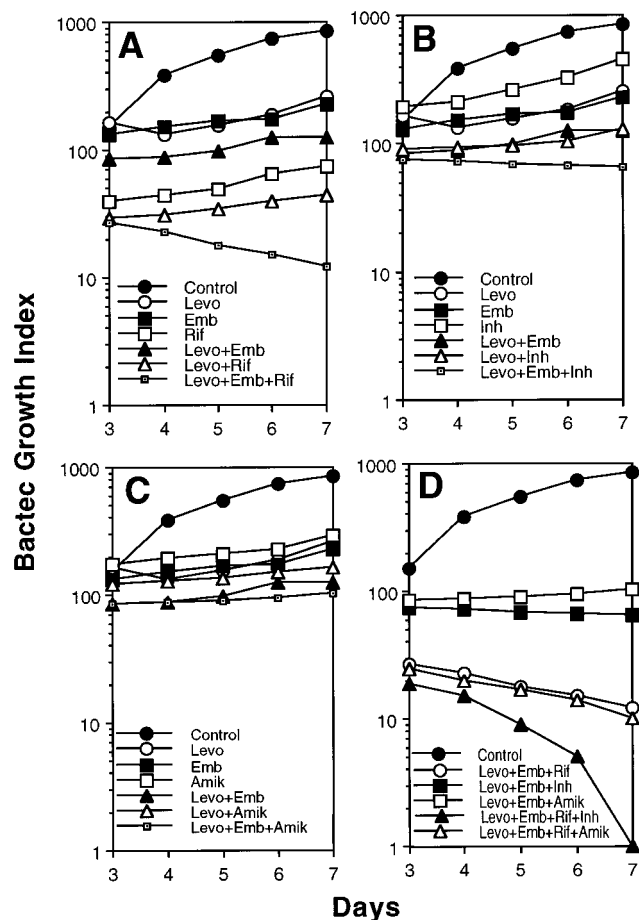 Bactec Growth Index
A
1000
100
10
1
Control
Levo
Emb
Rif
Levo+Emb
Levo+Rif
Levo+Emb+Rif
3 4 5 6 7
B
1000
100
10
1
Control
Levo
Emb
Inh
Levo+Emb
Levo+Inh
Levo+Emb+Inh
3 4 5 6 7
C
1000
100
10
1
Control
Levo
Emb
Amik
Levo+Emb
Levo+Amik
Levo+Emb+Amik
3 4 5 6 7
D
1000
100
10
1
Control
Levo+Emb+Rif
Levo+Emb+Inh
Levo+Emb+Amik
Levo+Emb+Rif+Inh
Levo+Emb+Rif+Amik
3 4 5 6 7
Days